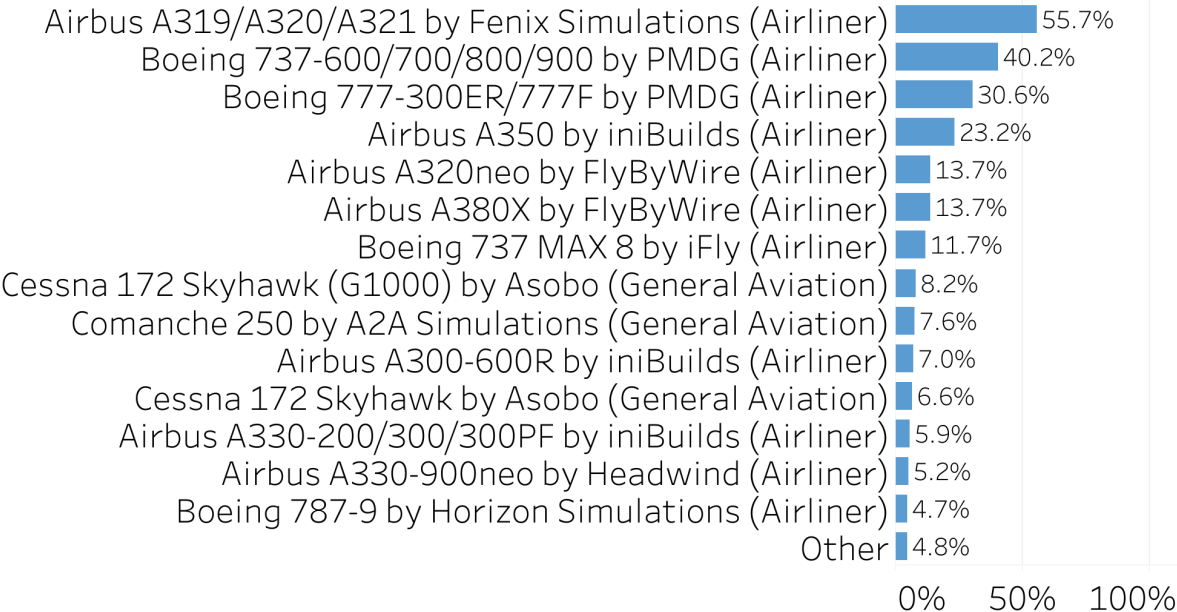 Airbus A319/A320/A321 by Fenix Simulations (Airliner) 55.7%
Boeing 737-600/700/800/900 by PMDG (Airliner) 40.2%
Boeing 777-300ER/777F by PMDG (Airliner) 30.6%
Airbus A350 by iniBuilds (Airliner) 23.2%
Airbus A320neo by FlyByWire (Airliner) 13.7%
Airbus A380X by FlyByWire (Airliner) 13.7%
Boeing 737 MAX 8 by iFly (Airliner) 11.7%
Cessna 172 Skyhawk (G1000) by Asobo (General Aviation) 8.2%
Comanche 250 by A2A Simulations (General Aviation) 7.6%
Airbus A300-600R by iniBuilds (Airliner) 7.0%
Cessna 172 Skyhawk by Asobo (General Aviation) 6.6%
Airbus A330-200/300/300PF by iniBuilds (Airliner) 5.9%
Airbus A330-900neo by Headwind (Airliner) 5.2%
Boeing 787-9 by Horizon Simulations (Airliner) 4.7%
Other 4.8%
0% 50% 100%